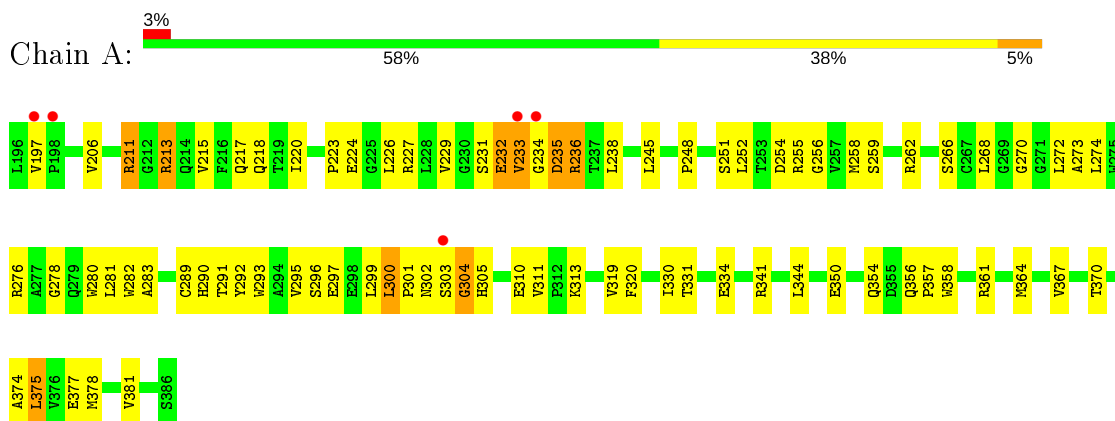 3%
Chain A:
58% 38% 5%
L196 V197 P198 V206 R211 G212 R213 Q214 V215 F216 Q217 Q218 T219 I220 P223 E224 G225 L226 R227 L228 V229 G230 S231 E232 V233 G234 D235 R236 T237 L238 L245 P248 S251 L252 T253 D254 R255 G256 V257 M258 S259 R262 S266 C267 L268 G269 G270 G271 L272 A273 L274 W275
R276 A277 G278 Q279 W280 L281 W282 A283 C289 H290 T291 Y292 W293 A294 V295 S296 E297 E298 L299 L300 P301 N302 S303 G304 H305 E310 V311 P312 K313 V319 F320 I330 T331 E334 R341 L344 E350 Q354 D355 Q356 P357 W358 R361 M364 V367 T370
A374 L375 V376 E377 M378 V381 S386